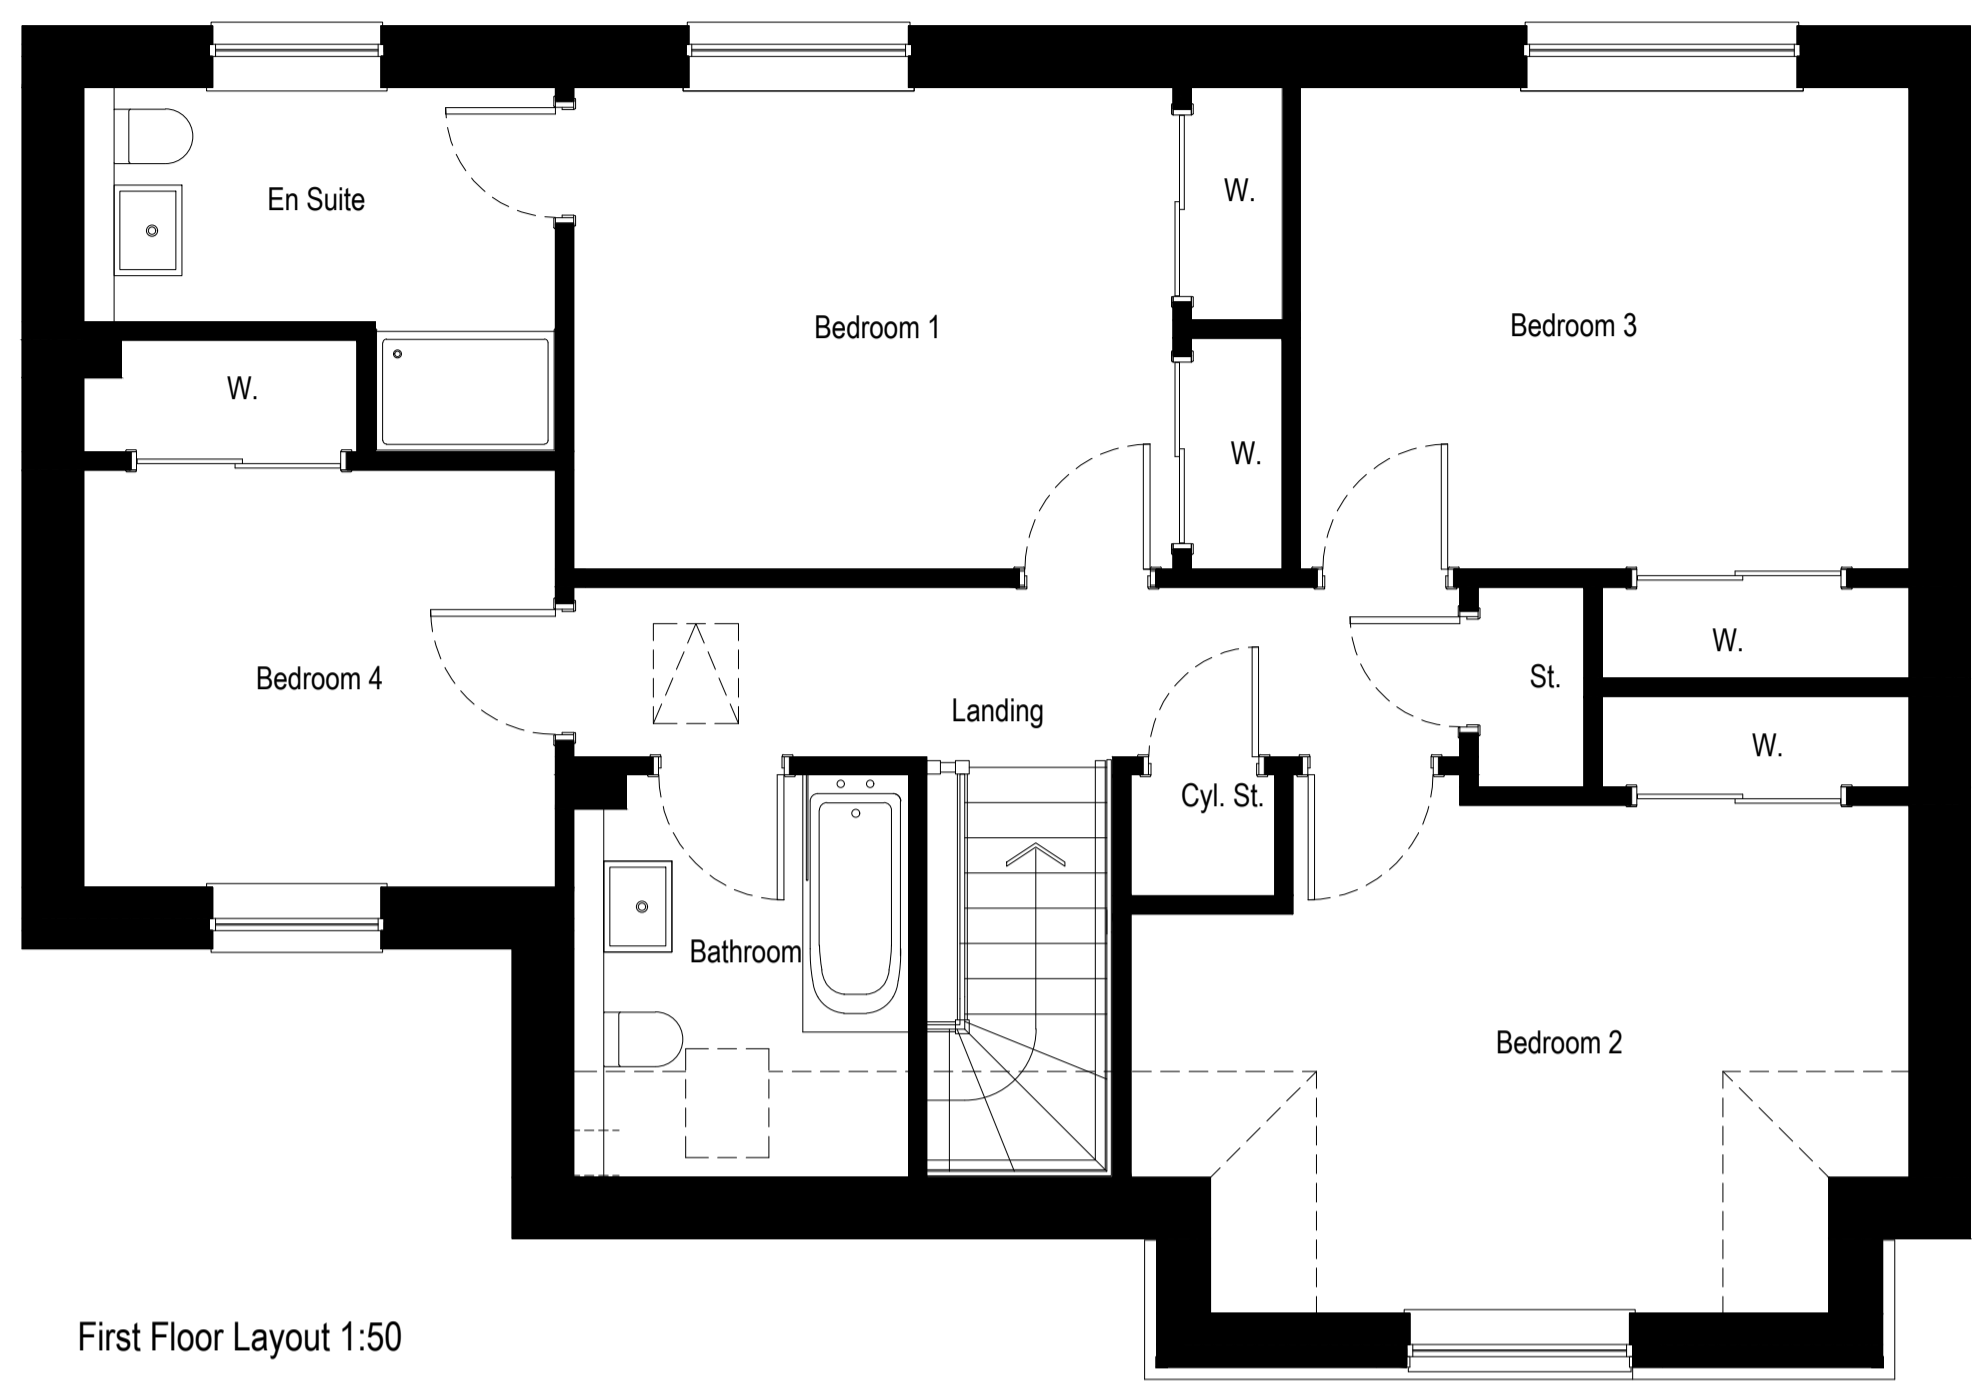 En Suite
W.
Bedroom 1
Bedroom 3
W.
W.
Bedroom 4
Landing
St.
W.
W.
Cyl. St.
Bathroom
Bedroom 2
First Floor Layout 1:50